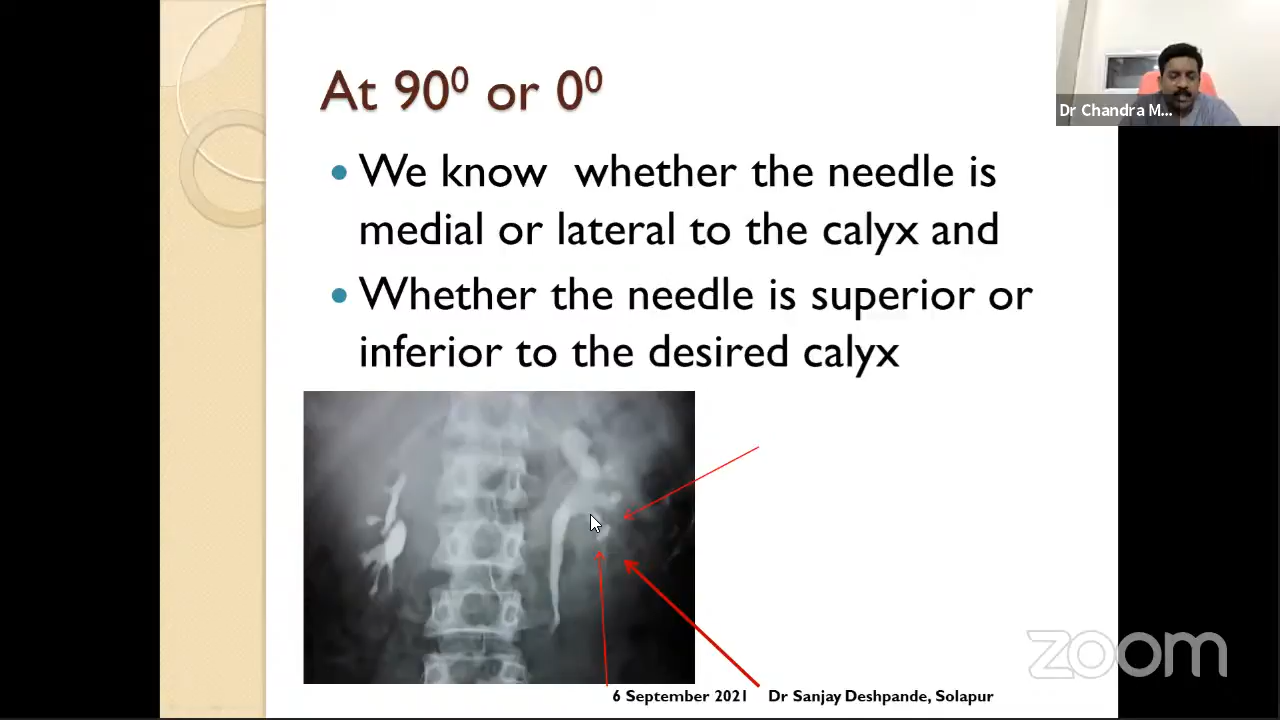 At 90⁰ or 0⁰
Dr Chandra M...
• We know whether the needle is
medial or lateral to the calyx and
• Whether the needle is superior or
inferior to the desired calyx
zoom
6 September 2021 Dr Sanjay Deshpande, Solapur